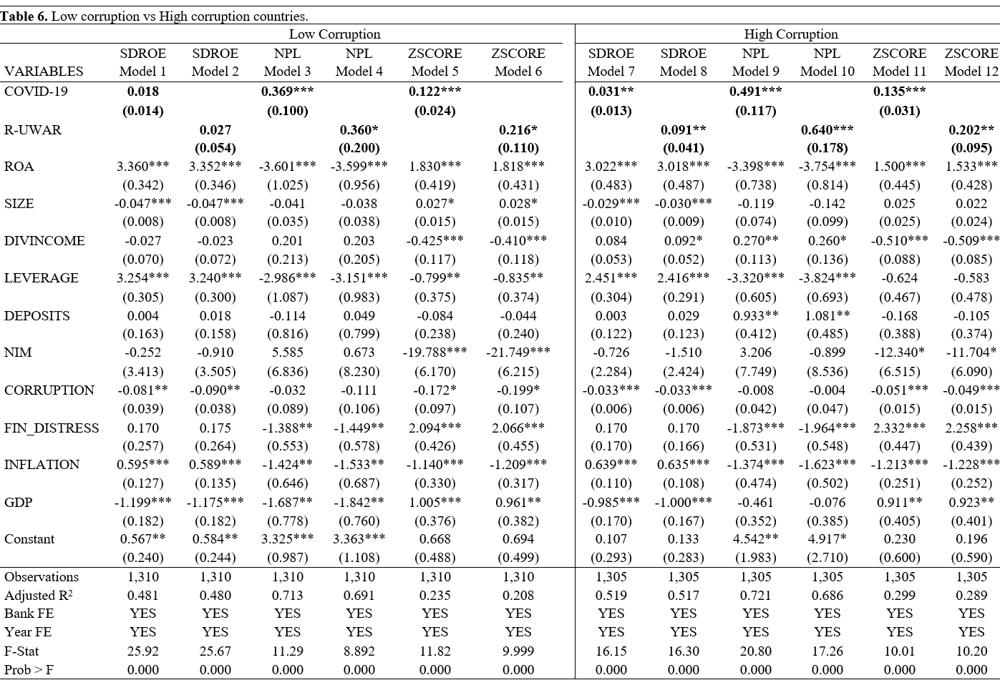 Table 6. Low corruption vs High corruption countries.
Low Corruption High Corruption
SDROE SDROE NPL NPL ZSCORE ZSCORE SDROE SDROE NPL NPL ZSCORE ZSCORE
VARIABLES Model 1 Model 2 Model 3 Model 4 Model 5 Model 6 Model 7 Model 8 Model 9 Model 10 Model 11 Model 12
COVID-19 0.018 0.369*** 0.122*** 0.031** 0.491*** 0.135***
(0.014) (0.100) (0.024) (0.013) (0.117) (0.031)
R-UWAR 0.027 0.360* 0.216* 0.091** 0.640*** 0.202**
(0.054) (0.200) (0.110) (0.041) (0.178) (0.095)
ROA 3.360*** 3.352*** -3.601*** -3.599*** 1.830*** 1.818*** 3.022*** 3.018*** -3.398*** -3.754*** 1.500*** 1.533***
(0.342) (0.346) (1.025) (0.956) (0.419) (0.431) (0.483) (0.487) (0.738) (0.814) (0.445) (0.428)
SIZE -0.047*** -0.047*** -0.041 -0.038 0.027* 0.028* -0.029*** -0.030*** -0.119 -0.142 0.025 0.022
(0.008) (0.008) (0.035) (0.038) (0.015) (0.015) (0.010) (0.009) (0.074) (0.099) (0.025) (0.024)
DIVINCOME -0.027 -0.023 0.201 0.203 -0.425*** -0.410*** 0.084 0.092* 0.270** 0.260* -0.510*** -0.509***
(0.070) (0.072) (0.213) (0.205) (0.117) (0.118) (0.053) (0.052) (0.113) (0.136) (0.088) (0.085)
LEVERAGE 3.254*** 3.240*** -2.986*** -3.151*** -0.799** -0.835** 2.451*** 2.416*** -3.320*** -3.824*** -0.624 -0.583
(0.305) (0.300) (1.087) (0.983) (0.375) (0.374) (0.304) (0.291) (0.605) (0.693) (0.467) (0.478)
DEPOSITS 0.004 0.018 -0.114 0.049 -0.084 -0.044 0.003 0.029 0.933** 1.081** -0.168 -0.105
(0.163) (0.158) (0.816) (0.799) (0.238) (0.240) (0.122) (0.123) (0.412) (0.485) (0.388) (0.374)
NIM -0.252 -0.910 5.585 0.673 -19.788*** -21.749*** -0.726 -1.510 3.206 -0.899 -12.340* -11.704*
(3.413) (3.505) (6.836) (8.230) (6.170) (6.215) (2.284) (2.424) (7.749) (8.536) (6.515) (6.090)
CORRUPTION -0.081** -0.090** -0.032 -0.111 -0.172* -0.199* -0.033*** -0.033*** -0.008 -0.004 -0.051*** -0.049***
(0.039) (0.038) (0.089) (0.106) (0.097) (0.107) (0.006) (0.006) (0.042) (0.047) (0.015) (0.015)
FIN_DISTRESS 0.170 0.175 -1.388** -1.449** 2.094*** 2.066*** 0.170 0.170 -1.873*** -1.964*** 2.332*** 2.258***
(0.257) (0.264) (0.553) (0.578) (0.426) (0.455) (0.170) (0.166) (0.531) (0.548) (0.447) (0.439)
INFLATION 0.595*** 0.589*** -1.424** -1.533** -1.140*** -1.209*** 0.639*** 0.635*** -1.374*** -1.623*** -1.213*** -1.228***
(0.127) (0.135) (0.646) (0.687) (0.330) (0.317) (0.110) (0.108) (0.474) (0.502) (0.251) (0.252)
GDP -1.199*** -1.175*** -1.687** -1.842** 1.005*** 0.961** -0.985*** -1.000*** -0.461 -0.076 0.911** 0.923**
(0.182) (0.182) (0.778) (0.760) (0.376) (0.382) (0.170) (0.167) (0.352) (0.385) (0.405) (0.401)
Constant 0.567** 0.584** 3.325*** 3.363*** 0.668 0.694 0.107 0.133 4.542** 4.917* 0.230 0.196
(0.240) (0.244) (0.987) (1.108) (0.488) (0.499) (0.293) (0.283) (1.983) (2.710) (0.600) (0.590)
Observations 1,310 1,310 1,310 1,310 1,310 1,310 1,305 1,305 1,305 1,305 1,305 1,305
Adjusted R² 0.481 0.480 0.713 0.691 0.235 0.208 0.519 0.517 0.721 0.686 0.299 0.289
Bank FE YES YES YES YES YES YES YES YES YES YES YES YES
Year FE YES YES YES YES YES YES YES YES YES YES YES YES
F-Stat 25.92 25.67 11.29 8.892 11.82 9.999 16.15 16.30 20.80 17.26 10.01 10.20
Prob > F 0.000 0.000 0.000 0.000 0.000 0.000 0.000 0.000 0.000 0.000 0.000 0.000